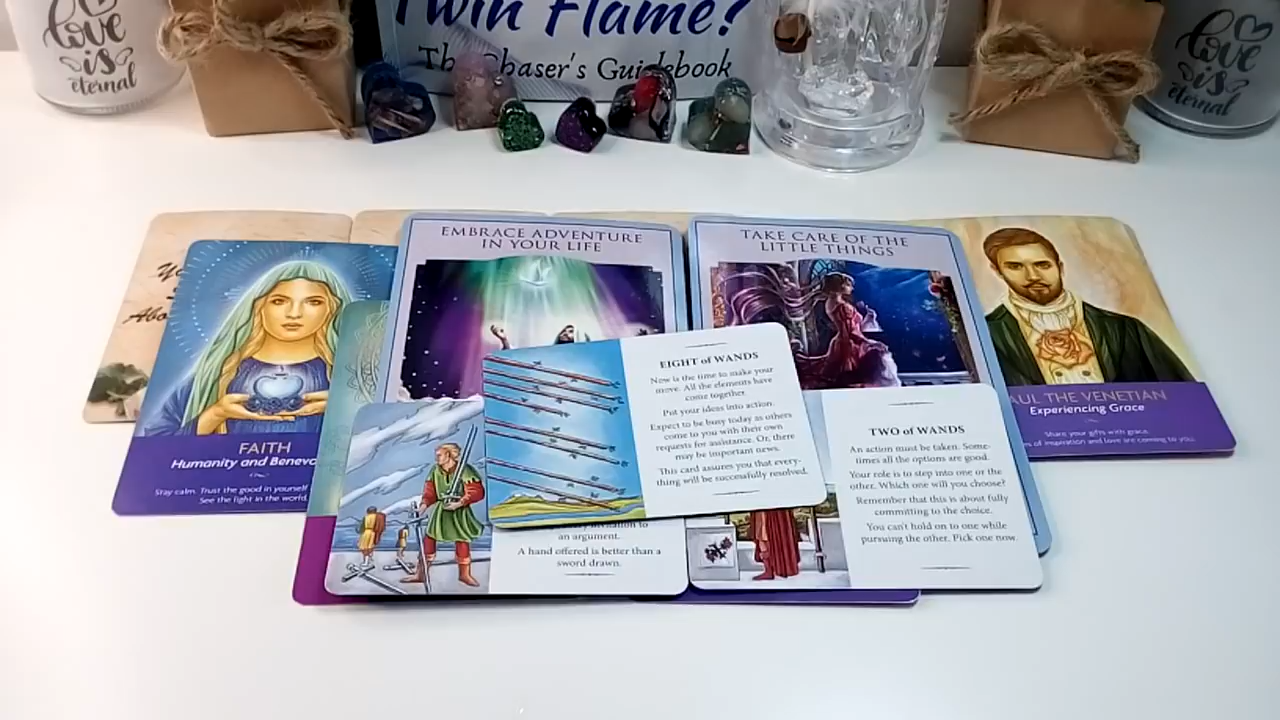 love
is
eternal
Twin Flame?
The Chaser's Guidebook
love
is
eternal
EMBRACE ADVENTURE
IN YOUR LIFE
TAKE CARE OF THE
LITTLE THINGS
FAITH
Humanity and Benevo
Stay calm. Trust the good in yourself
See the light in the world.
AUL THE VENETIAN
Experiencing Grace
Share your gifts with grace.
of inspiration and love are coming to you.
EIGHT of WANDS
Now is the time to make your
move. All the elements have
come together.
Put your ideas into action.
Expect to be busy today as others
come to you with their own
requests for assistance. Or, there
may be important news.
This card assures you that every-
thing will be successfully resolved.
TWO of WANDS
An action must be taken. Some-
times all the options are good.
Your role is to step into one or the
other. Which one will you choose?
Remember that this is about fully
committing to the choice.
You can't hold on to one while
pursuing the other. Pick one now.
invitation to
an argument.
A hand offered is better than a
sword drawn.